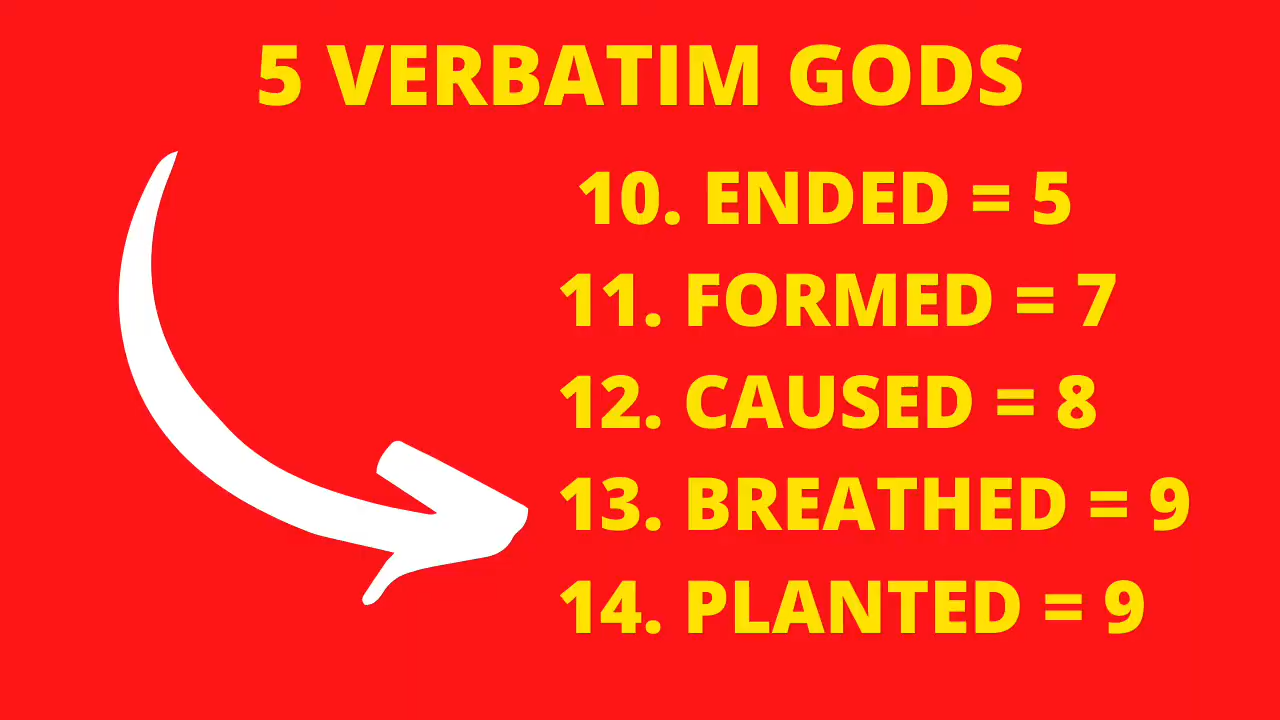 5 VERBATIM GODS
10. ENDED = 5
11. FORMED = 7
12. CAUSED = 8
13. BREATHED = 9
14. PLANTED = 9